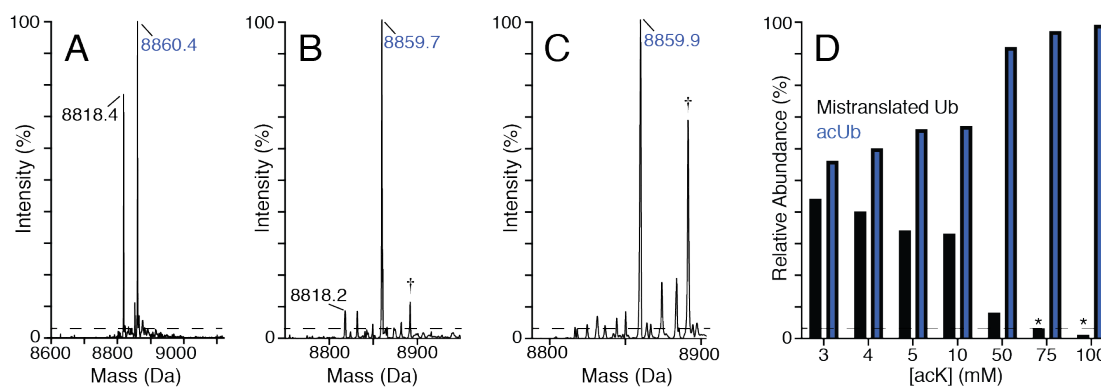 A
100
8860.4
8818.4
Intensity (%)
0
8600 8800 9000
Mass (Da)
B
100
8859.7
†
8818.2
Intensity (%)
0
8800 8900
Mass (Da)
C
100
8859.9
†
Intensity (%)
0
8800 8900
Mass (Da)
D
100
Mistranslated Ub
acUb
Relative Abundance (%)
0
* *
3 4 5 10 50 75 100
[acK] (mM)